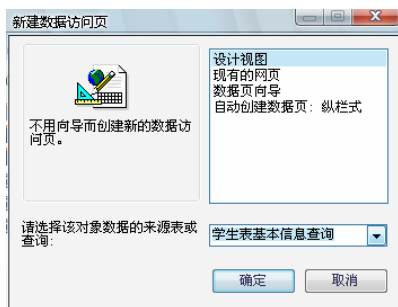 新建数据访问页
不用向导而创建新的数据访
问页。
设计视图
现有的网页
数据页向导
自动创建数据页：纵栏式
请选择该对象数据的来源表或
查询：
学生表基本信息查询
确定
取消